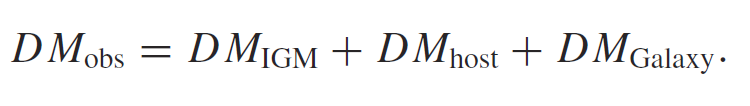 DM_obs = DM_IGM + DM_host + DM_Galaxy.